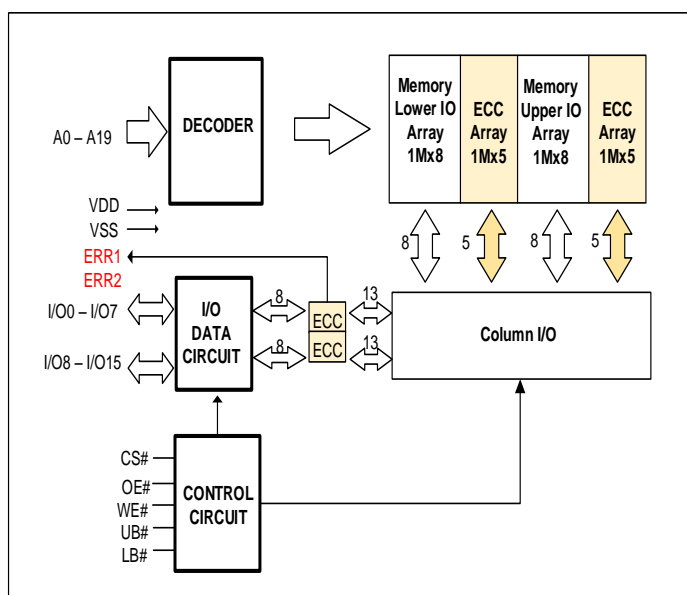 A0 – A19
DECODER
Memory
Lower IO
Array
1Mx8
ECC
Array
1Mx5
Memory
Upper IO
Array
1Mx8
ECC
Array
1Mx5
VDD
VSS
ERR1
ERR2
8
5
8
5
I/O0 – I/O7
I/O8 – I/O15
I/O
DATA
CIRCUIT
8
8
ECC
ECC
13
13
Column I/O
CS#
OE#
WE#
UB#
LB#
CONTROL
CIRCUIT